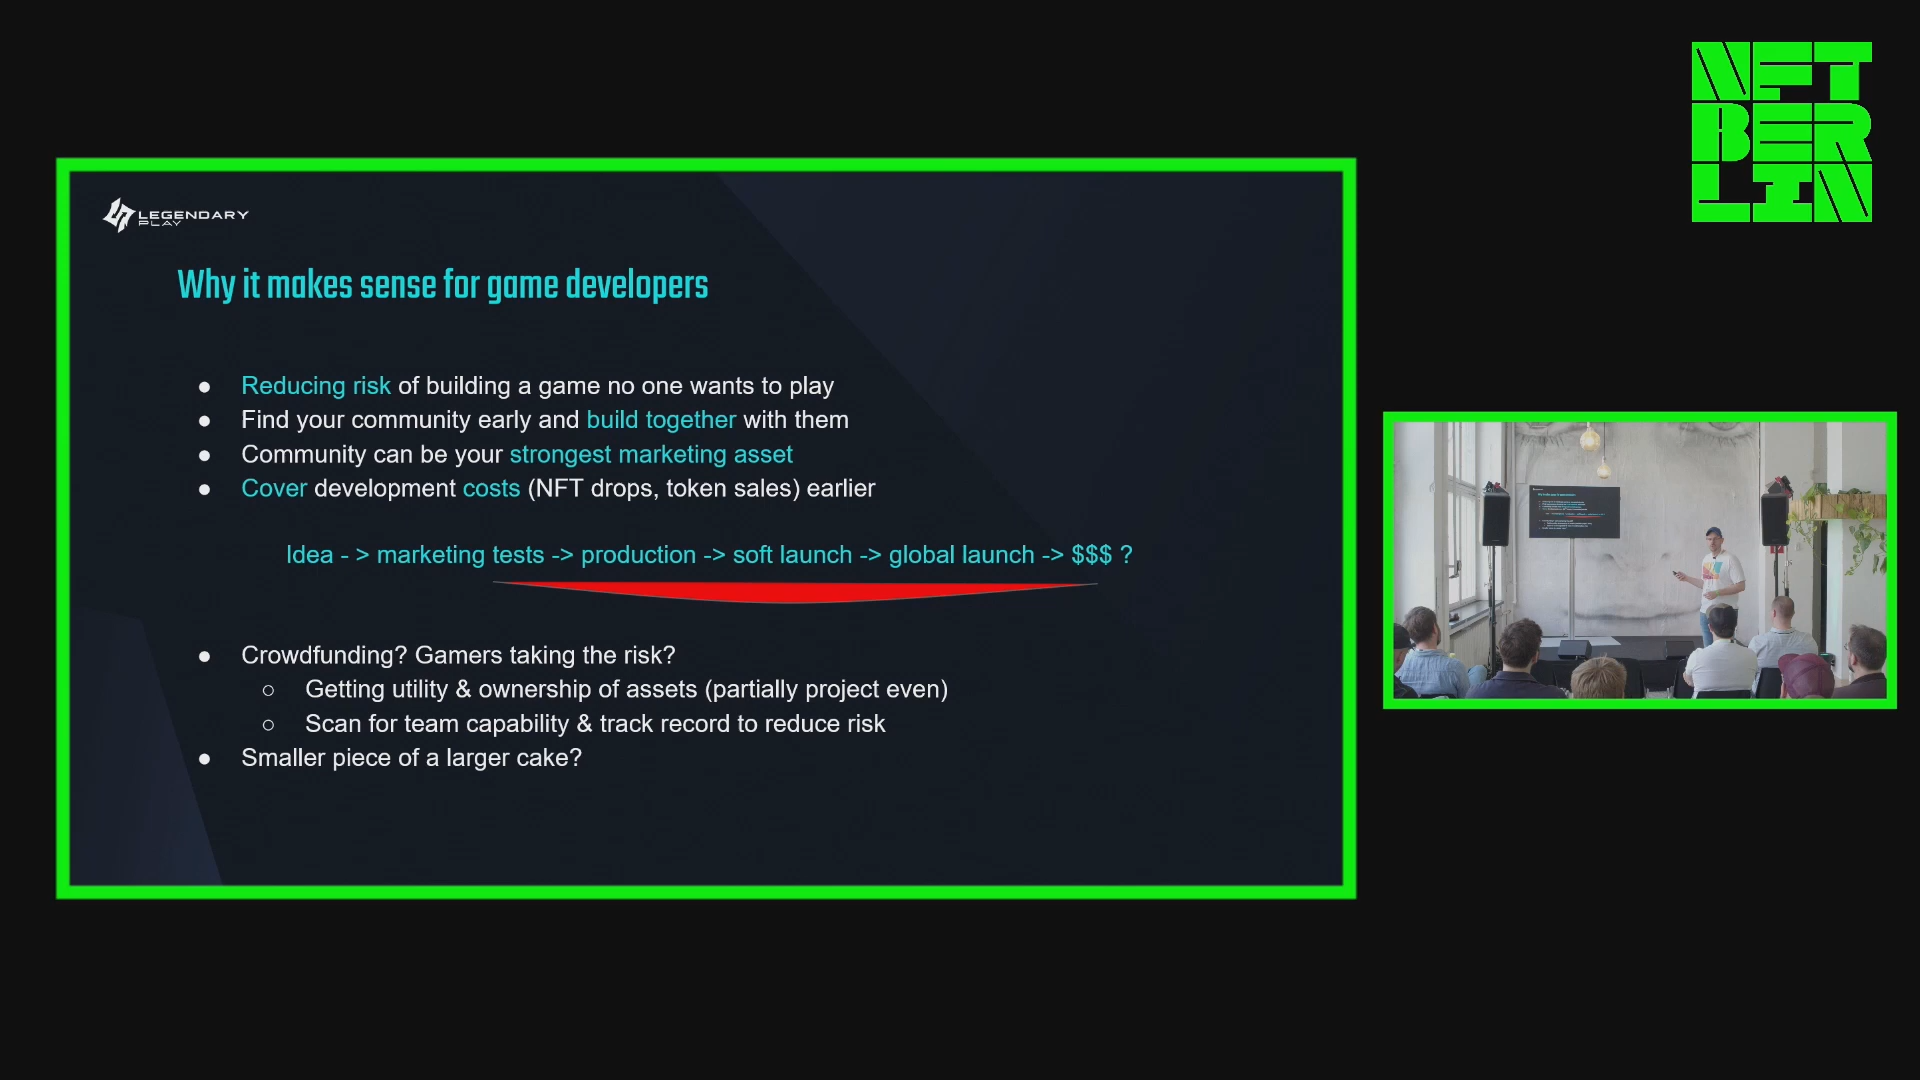 NFT
BER
LIN
LEGENDARY
PLAY
Why it makes sense for game developers
● Reducing risk of building a game no one wants to play
● Find your community early and build together with them
● Community can be your strongest marketing asset
● Cover development costs (NFT drops, token sales) earlier
Idea - > marketing tests -> production -> soft launch -> global launch -> $$$ ?
● Crowdfunding? Gamers taking the risk?
○ Getting utility & ownership of assets (partially project even)
○ Scan for team capability & track record to reduce risk
● Smaller piece of a larger cake?